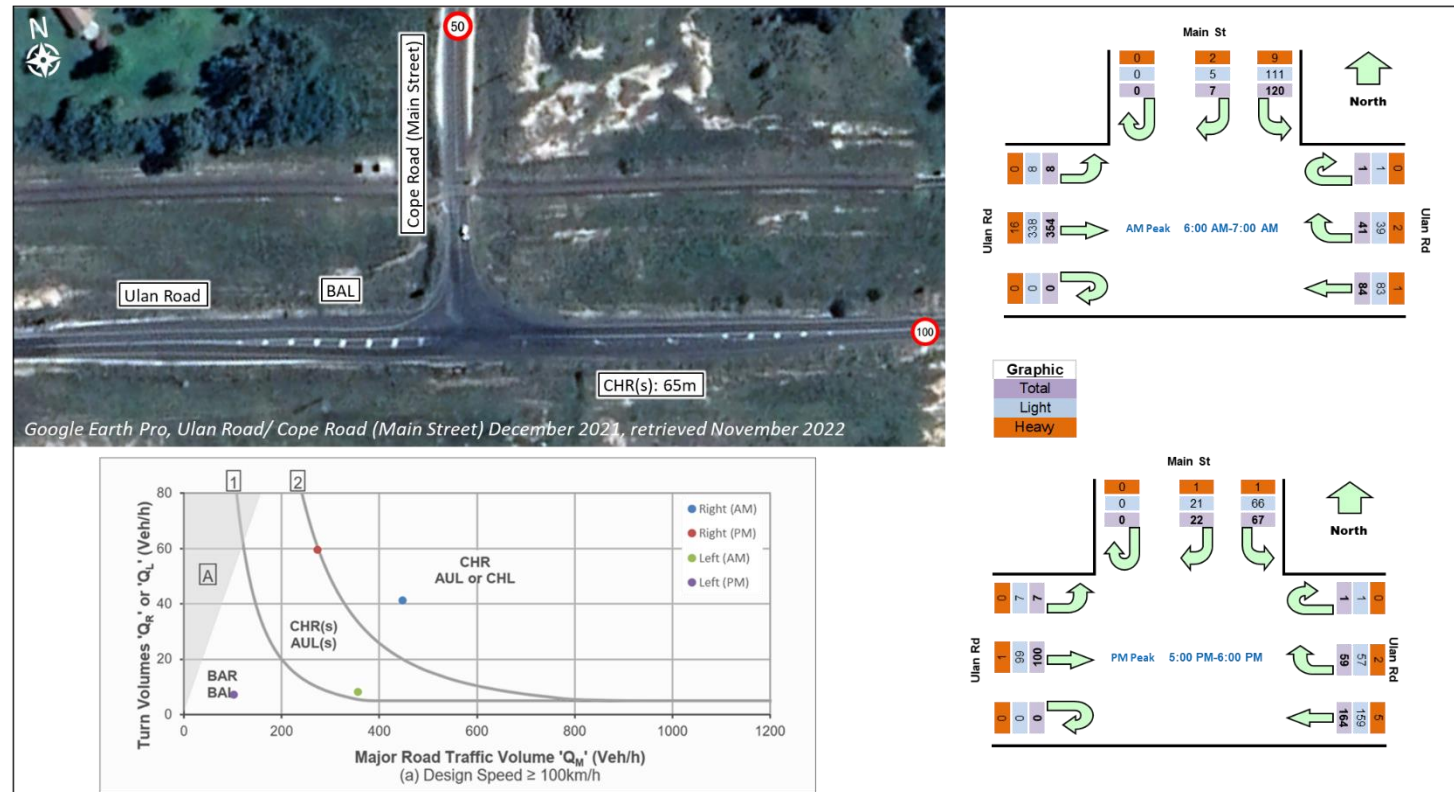 N
50
Cope Road (Main Street)
Ulan Road
BAL
100
CHR(s): 65m
Google Earth Pro, Ulan Road/ Cope Road (Main Street) December 2021, retrieved November 2022
Main St
0 2 9
0 5 111
0 7 120
North
0 8 8
1 1 0
Ulan Rd
16 338 354
AM Peak 6:00 AM-7:00 AM
41 39 2
Ulan Rd
0 0 0
84 83 1
Graphic
Total
Light
Heavy
Turn Volumes 'QR' or 'QL' (Veh/h)
80
60
40
20
0
1
2
A
BAR
BAL
CHR(s)
AUL(s)
CHR
AUL or CHL
Right (AM)
Right (PM)
Left (AM)
Left (PM)
0 200 400 600 800 1000 1200
Major Road Traffic Volume 'QM' (Veh/h)
(a) Design Speed ≥ 100km/h
Main St
0 1 1
0 21 66
0 22 67
North
0 7 7
1 1 0
Ulan Rd
1 99 100
PM Peak 5:00 PM-6:00 PM
59 57 2
Ulan Rd
0 0 0
164 159 5